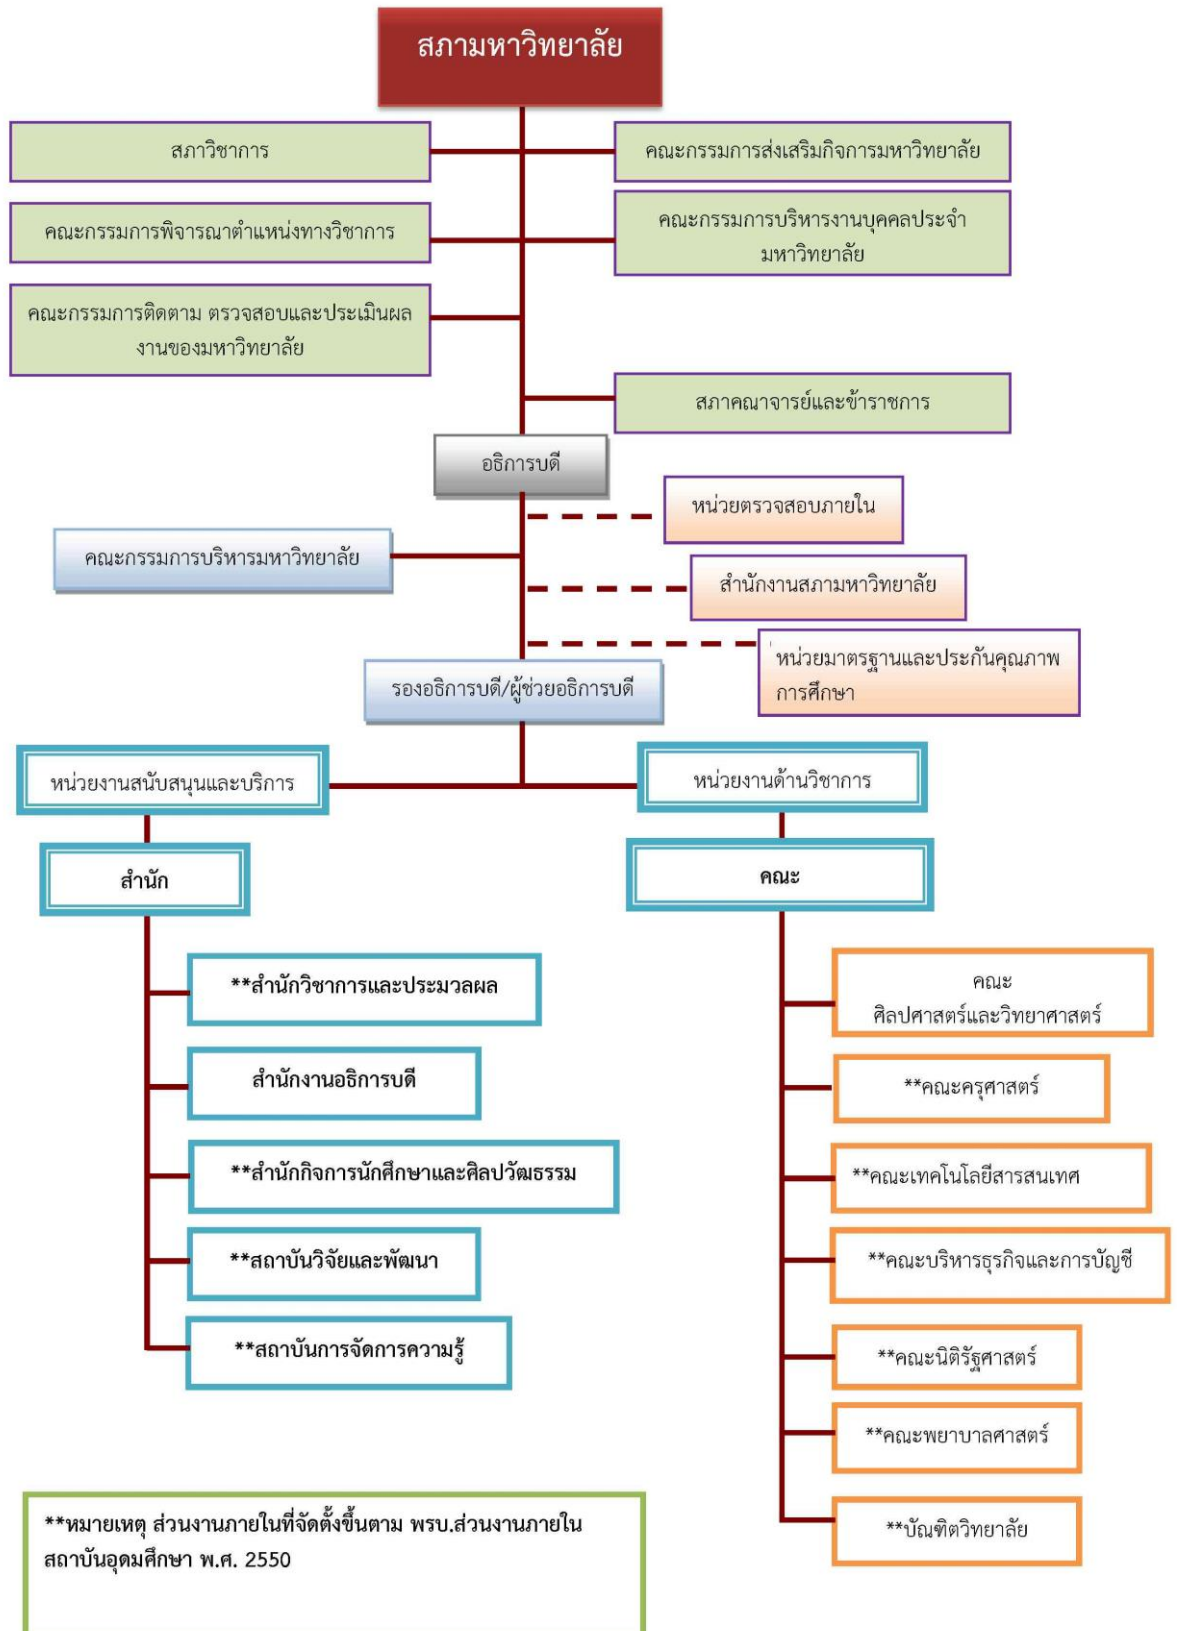 สภามหาวิทยาลัย
สภาวิชาการ
คณะกรรมการส่งเสริมกิจการมหาวิทยาลัย
คณะกรรมการพิจารณาตำแหน่งทางวิชาการ
คณะกรรมการบริหารงานบุคคลประจำ
มหาวิทยาลัย
คณะกรรมการติดตาม ตรวจสอบและประเมินผล
งานของมหาวิทยาลัย
สภาคณาจารย์และข้าราชการ
อธิการบดี
หน่วยตรวจสอบภายใน
คณะกรรมการบริหารมหาวิทยาลัย
สำนักงานสภามหาวิทยาลัย
หน่วยมาตรฐานและประกันคุณภาพ
การศึกษา
รองอธิการบดี/ผู้ช่วยอธิการบดี
หน่วยงานสนับสนุนและบริการ
หน่วยงานด้านวิชาการ
สำนัก
คณะ
**สำนักวิชาการและประมวลผล
สำนักงานอธิการบดี
**สำนักกิจการนักศึกษาและศิลปวัฒธรรม
**สถาบันวิจัยและพัฒนา
**สถาบันการจัดการความรู้
คณะ
ศิลปศาสตร์และวิทยาศาสตร์
**คณะครุศาสตร์
**คณะเทคโนโลยีสารสนเทศ
**คณะบริหารธุรกิจและการบัญชี
**คณะนิติรัฐศาสตร์
**คณะพยาบาลศาสตร์
**บัณฑิตวิทยาลัย
**หมายเหตุ ส่วนงานภายในที่จัดตั้งขึ้นตาม พรบ.ส่วนงานภายใน
สถาบันอุดมศึกษา พ.ศ. 2550